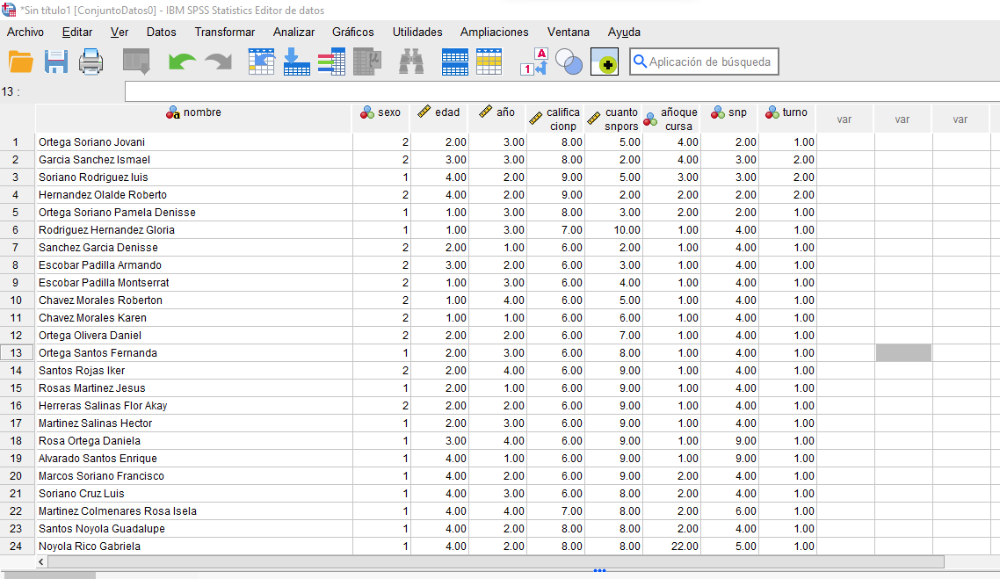 *Sin título1 [ConjuntoDatos0] - IBM SPSS Statistics Editor de datos
Archivo Editar Ver Datos Transformar Analizar Gráficos Utilidades Ampliaciones Ventana Ayuda
A
1
Aplicación de búsqueda
13 :
nombre sexo edad año califica cuanto añoque snp turno var var var
cionp snpors cursa
1 Ortega Soriano Jovani 2 2.00 3.00 8.00 5.00 4.00 2.00 1.00
2 Garcia Sanchez Ismael 2 3.00 3.00 8.00 2.00 4.00 3.00 2.00
3 Soriano Rodriguez luis 1 4.00 2.00 9.00 5.00 3.00 3.00 2.00
4 Hernandez Olalde Roberto 2 4.00 2.00 9.00 2.00 2.00 2.00 2.00
5 Ortega Soriano Pamela Denisse 1 1.00 3.00 8.00 3.00 2.00 2.00 1.00
6 Rodriguez Hernandez Gloria 1 1.00 3.00 7.00 10.00 1.00 4.00 1.00
7 Sanchez Garcia Denisse 2 2.00 1.00 6.00 2.00 1.00 4.00 1.00
8 Escobar Padilla Armando 2 3.00 2.00 6.00 3.00 1.00 4.00 1.00
9 Escobar Padilla Montserrat 2 1.00 3.00 6.00 4.00 1.00 4.00 1.00
10 Chavez Morales Roberton 2 1.00 4.00 6.00 5.00 1.00 4.00 1.00
11 Chavez Morales Karen 2 1.00 1.00 6.00 6.00 1.00 4.00 1.00
12 Ortega Olivera Daniel 2 2.00 2.00 6.00 7.00 1.00 4.00 1.00
13 Ortega Santos Fernanda 1 2.00 3.00 6.00 8.00 1.00 4.00 1.00
14 Santos Rojas Iker 2 2.00 4.00 6.00 9.00 1.00 4.00 1.00
15 Rosas Martinez Jesus 1 2.00 1.00 6.00 9.00 1.00 4.00 1.00
16 Herreras Salinas Flor Akay 2 2.00 2.00 6.00 9.00 1.00 4.00 1.00
17 Martinez Salinas Hector 1 2.00 3.00 6.00 9.00 1.00 4.00 1.00
18 Rosa Ortega Daniela 1 3.00 4.00 6.00 9.00 1.00 9.00 1.00
19 Alvarado Santos Enrique 1 4.00 1.00 6.00 9.00 1.00 9.00 1.00
20 Marcos Soriano Francisco 1 4.00 2.00 6.00 9.00 2.00 4.00 1.00
21 Soriano Cruz Luis 1 4.00 3.00 6.00 8.00 2.00 4.00 1.00
22 Martinez Colmenares Rosa Isela 1 4.00 4.00 7.00 8.00 2.00 6.00 1.00
23 Santos Noyola Guadalupe 1 4.00 2.00 8.00 8.00 2.00 4.00 1.00
24 Noyola Rico Gabriela 1 4.00 2.00 8.00 8.00 22.00 5.00 1.00